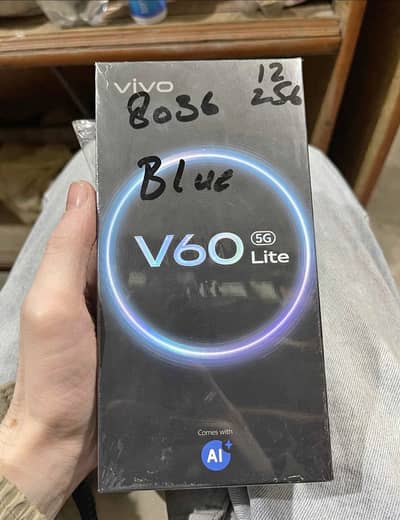 vivo
12
256
8036
Blue
V60 5G
Lite
Comes with
AI